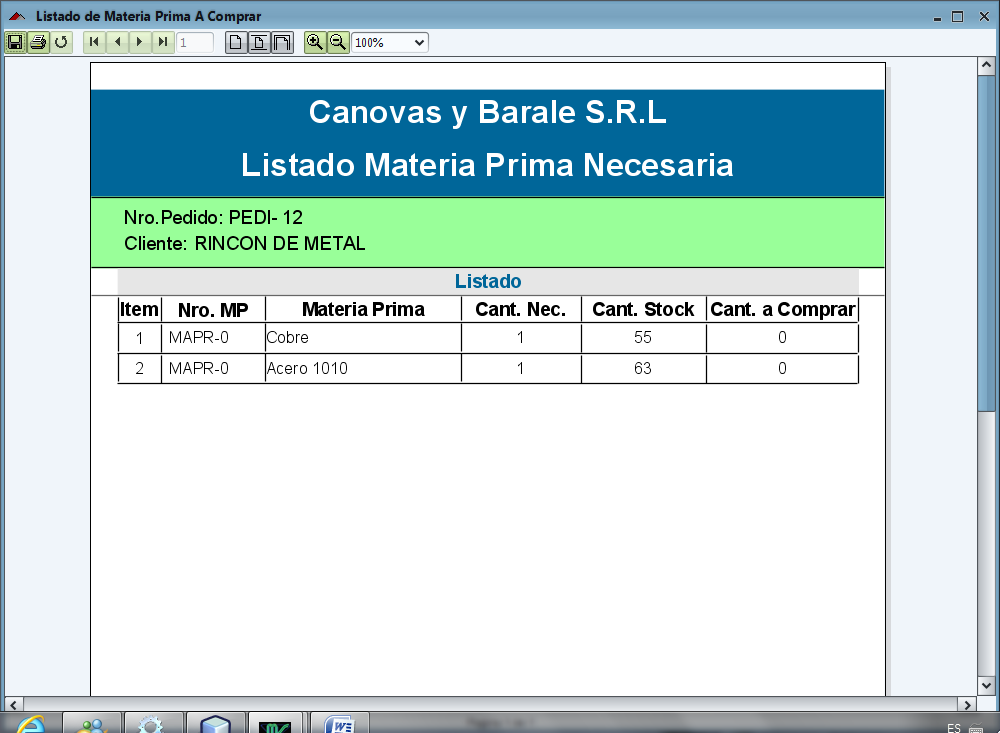 Listado de Materia Prima A Comprar
1
100%
Canovas y Barale S.R.L
Listado Materia Prima Necesaria
Nro.Pedido: PEDI- 12
Cliente: RINCON DE METAL
Listado
Item Nro. MP Materia Prima Cant. Nec. Cant. Stock Cant. a Comprar
1 MAPR-0 Cobre 1 55 0
2 MAPR-0 Acero 1010 1 63 0
ES